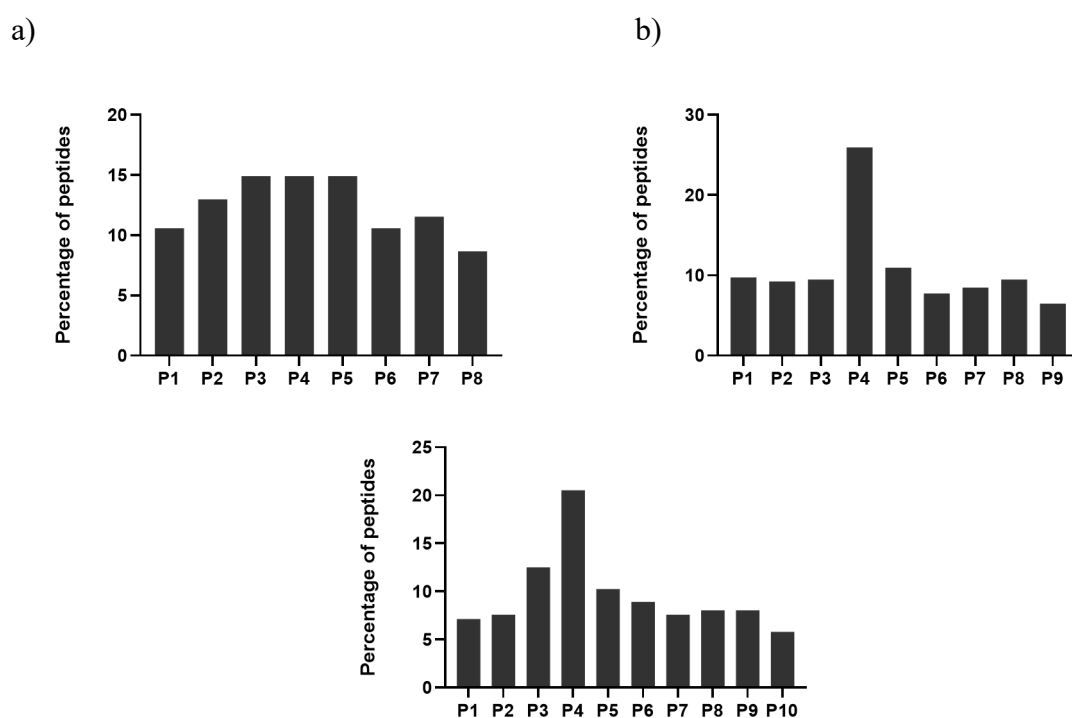 a)
b)
Percentage of peptides
20
15
10
5
0
P1 P2 P3 P4 P5 P6 P7 P8
Percentage of peptides
30
20
10
0
P1 P2 P3 P4 P5 P6 P7 P8 P9
Percentage of peptides
25
20
15
10
5
0
P1 P2 P3 P4 P5 P6 P7 P8 P9 P10